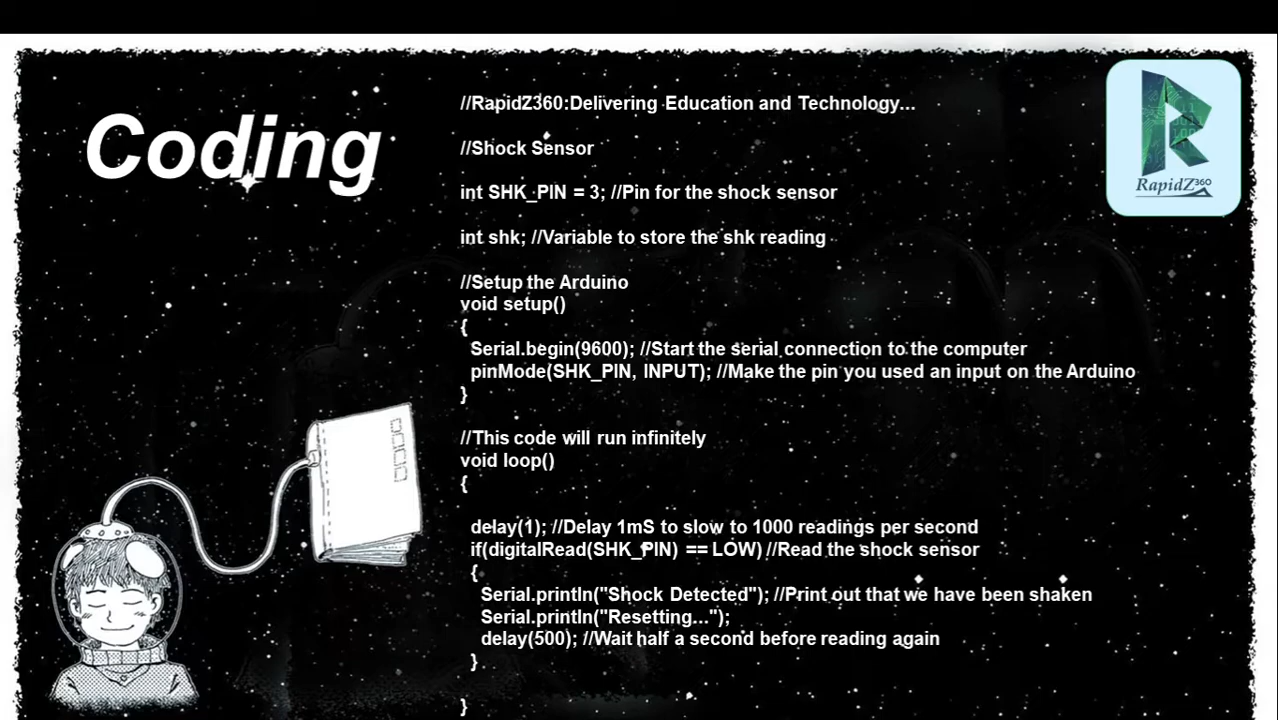 Coding
//RapidZ360:Delivering Education and Technology...
//Shock Sensor
int SHK_PIN = 3; //Pin for the shock sensor
int shk; //Variable to store the shk reading
//Setup the Arduino
void setup()
{
Serial.begin(9600); //Start the serial connection to the computer
pinMode(SHK_PIN, INPUT); //Make the pin you used an input on the Arduino
}
//This code will run infinitely
void loop()
{
delay(1); //Delay 1mS to slow to 1000 readings per second
if(digitalRead(SHK_PIN) == LOW) //Read the shock sensor
{
Serial.println("Shock Detected"); //Print out that we have been shaken
Serial.println("Resetting...");
delay(500); //Wait half a second before reading again
}
}
RapidZ360